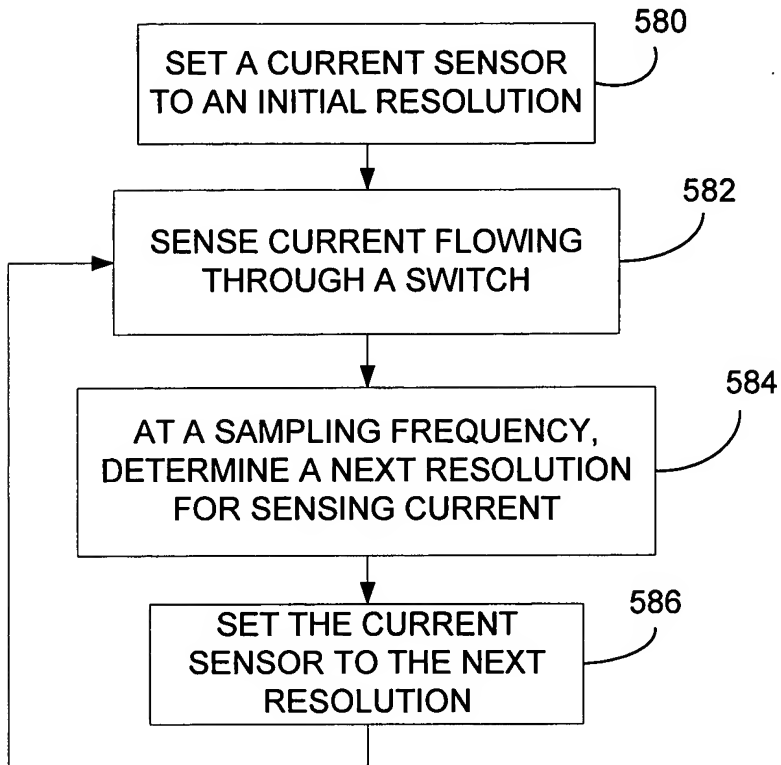 580
SET A CURRENT SENSOR
TO AN INITIAL RESOLUTION
582
SENSE CURRENT FLOWING
THROUGH A SWITCH
584
AT A SAMPLING FREQUENCY,
DETERMINE A NEXT RESOLUTION
FOR SENSING CURRENT
586
SET THE CURRENT
SENSOR TO THE NEXT
RESOLUTION